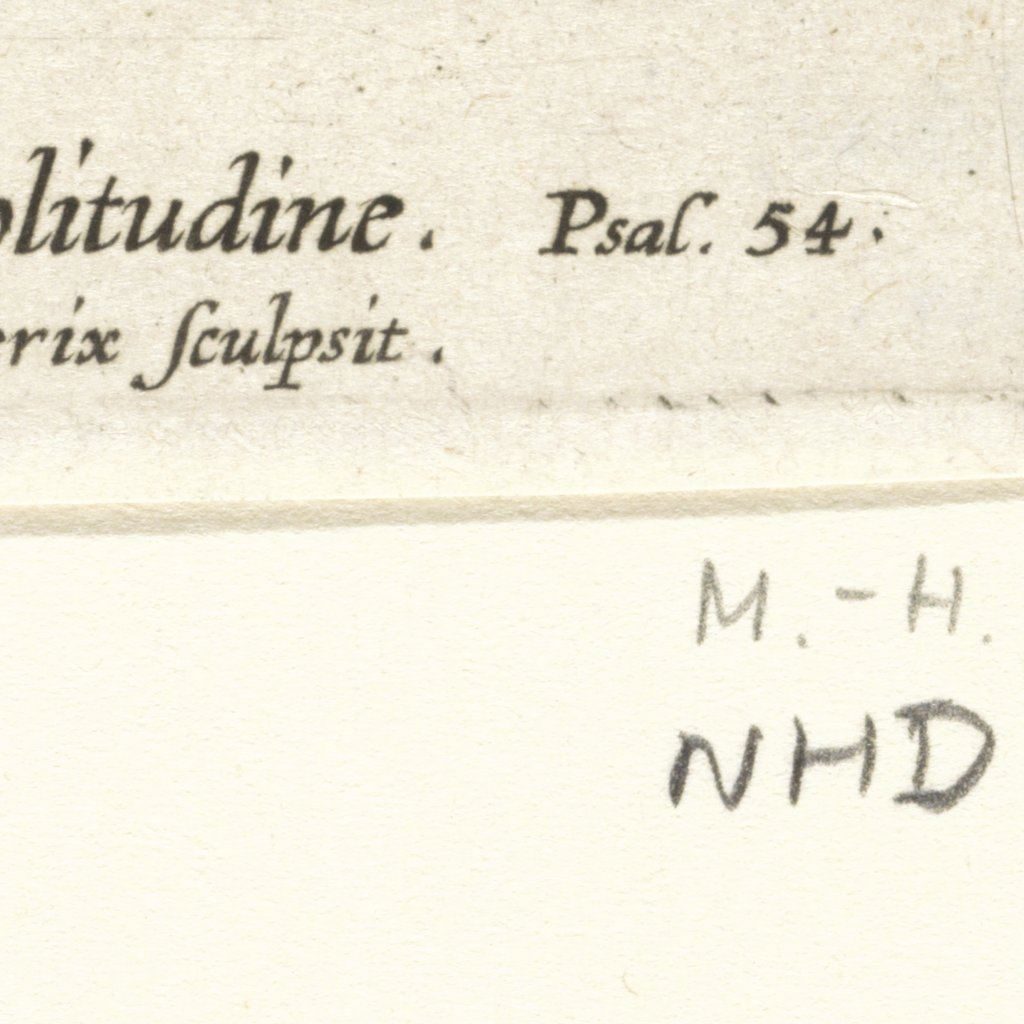 olitudine. Psal. 54.
erix sculpsit.
M.-H.
NHD